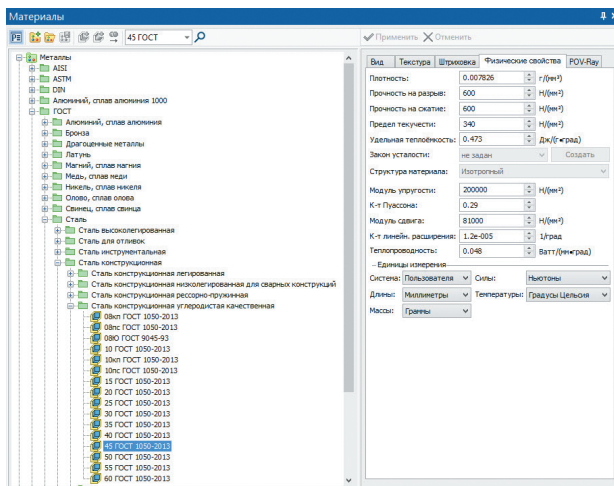 Материалы
45 ГОСТ
Применить Отменить
Металлы
AISI
ASTM
DIN
Алюминий, сплав алюминия 1000
ГОСТ
Алюминий, сплав алюминия
Бронза
Драгоценные металлы
Латунь
Магний, сплав магния
Медь, сплав меди
Никель, сплав никеля
Олово, сплав олова
Свинец, сплав свинца
Сталь
Сталь высоколегированная
Сталь для отливок
Сталь инструментальная
Сталь конструкционная
Сталь конструкционная легированная
Сталь конструкционная низколегированная для сварных конструкций
Сталь конструкционная рессорно-пружинная
Сталь конструкционная углеродистая качественная
08кп ГОСТ 1050-2013
08пс ГОСТ 1050-2013
08Ю ГОСТ 9045-93
10 ГОСТ 1050-2013
10кп ГОСТ 1050-2013
10пс ГОСТ 1050-2013
15 ГОСТ 1050-2013
20 ГОСТ 1050-2013
25 ГОСТ 1050-2013
30 ГОСТ 1050-2013
35 ГОСТ 1050-2013
40 ГОСТ 1050-2013
45 ГОСТ 1050-2013
50 ГОСТ 1050-2013
55 ГОСТ 1050-2013
60 ГОСТ 1050-2013
Вид Текстура Штриховка Физические свойства POV-Ray
Плотность: 0.007826 г/(мм³)
Прочность на разрыв: 600 Н/(мм²)
Прочность на сжатие: 600 Н/(мм²)
Предел текучести: 340 Н/(мм²)
Удельная теплоёмкость: 0.473 Дж/(г•град)
Закон усталости: не задан Создать
Структура материала: Изотропный
Модуль упругости: 200000 Н/(мм²)
К-т Пуассона: 0.29
Модуль сдвига: 81000 Н/(мм²)
К-т линейн. расширения: 1.2e-005 1/град
Теплопроводность: 0.048 Ватт/(мм•град)
Единицы измерения
Система: Пользователя Силы: Ньютоны
Длины: Миллиметры Температуры: Градусы Цельсия
Массы: Граммы